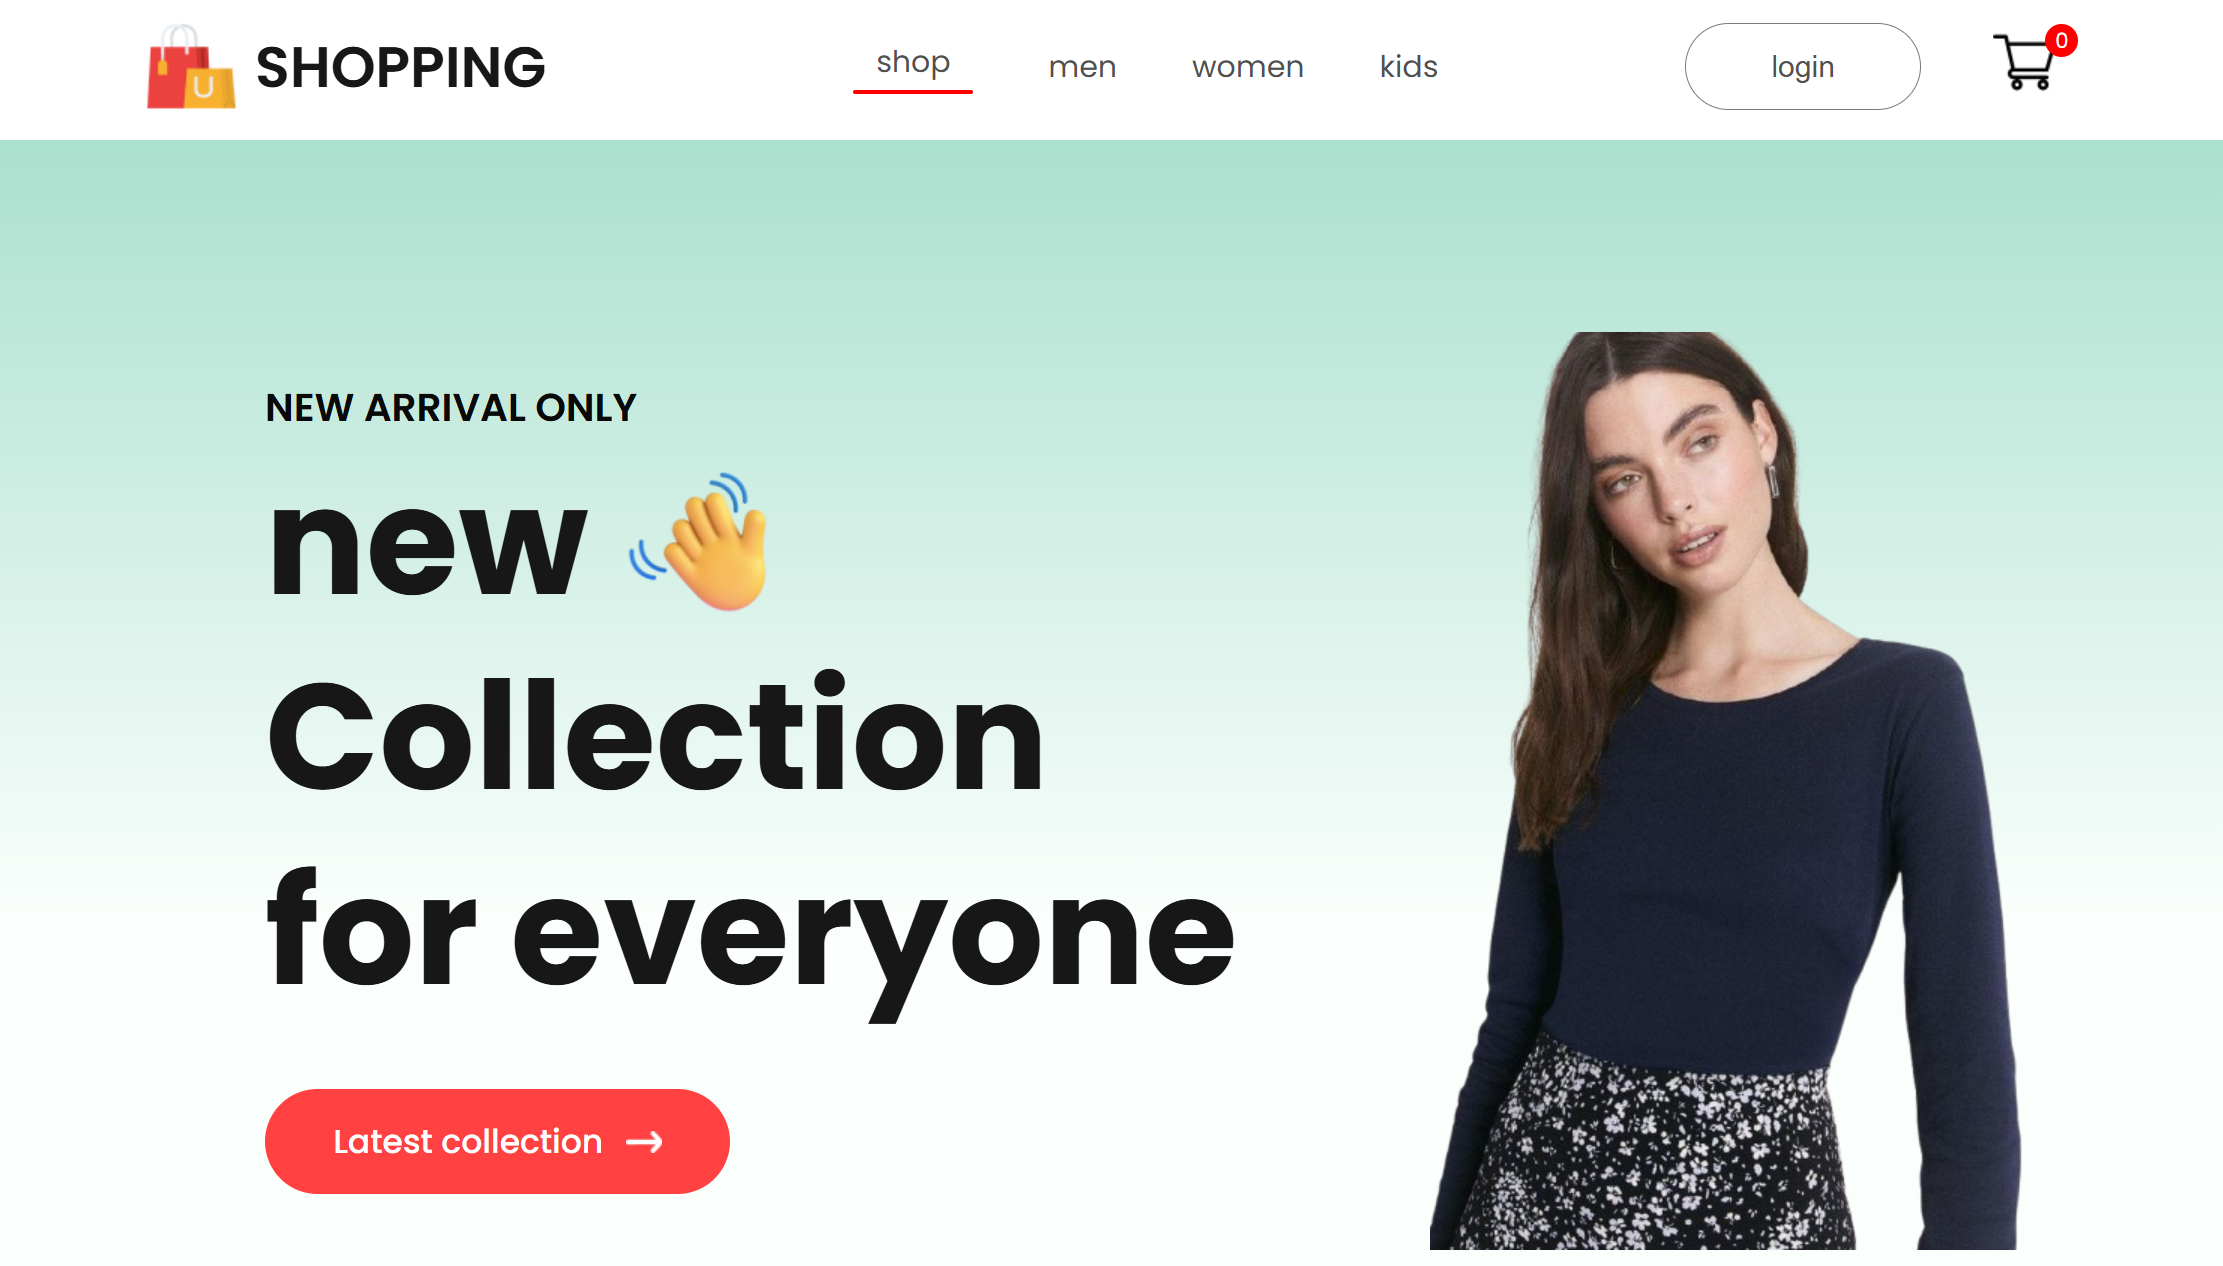 SHOPPING
shop
men
women
kids
login
0
U
NEW ARRIVAL ONLY
new
Collection
for everyone
Latest collection →